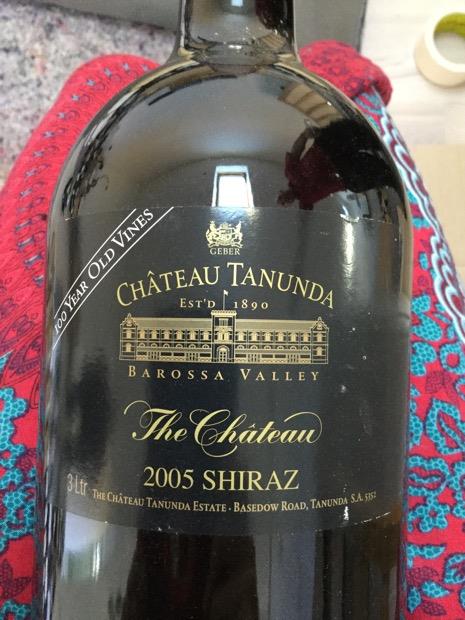 100 YEAR OLD VINES
GEBER
CHÂTEAU TANUNDA
EST'D 1890
BAROSSA VALLEY
The Château
2005 SHIRAZ
3 Ltr
THE CHÂTEAU TANUNDA ESTATE · BASEDOW ROAD, TANUNDA S.A. 5352